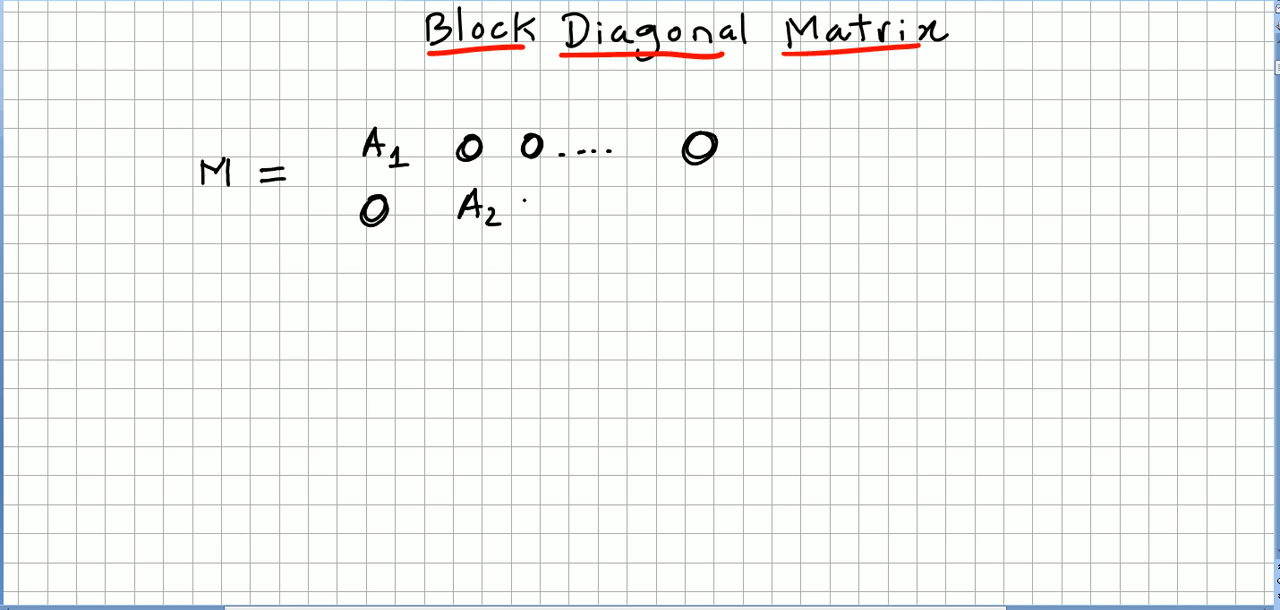 Block Diagonal Matrix
M = A1 0 0 .... 0
0 A2 .